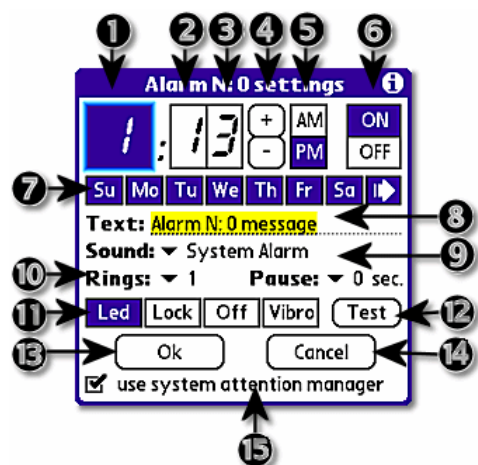 1 2 3 4 5 6
Alarm N: 0 settings i
1 : 13 + AM ON
- PM OFF
7 Su Mo Tu We Th Fr Sa
Text: Alarm N: 0 message 8
Sound: System Alarm 9
10 Rings: 1 Pause: 0 sec.
11 Led Lock Off Vibro Test 12
13 Ok Cancel 14
use system attention manager
15